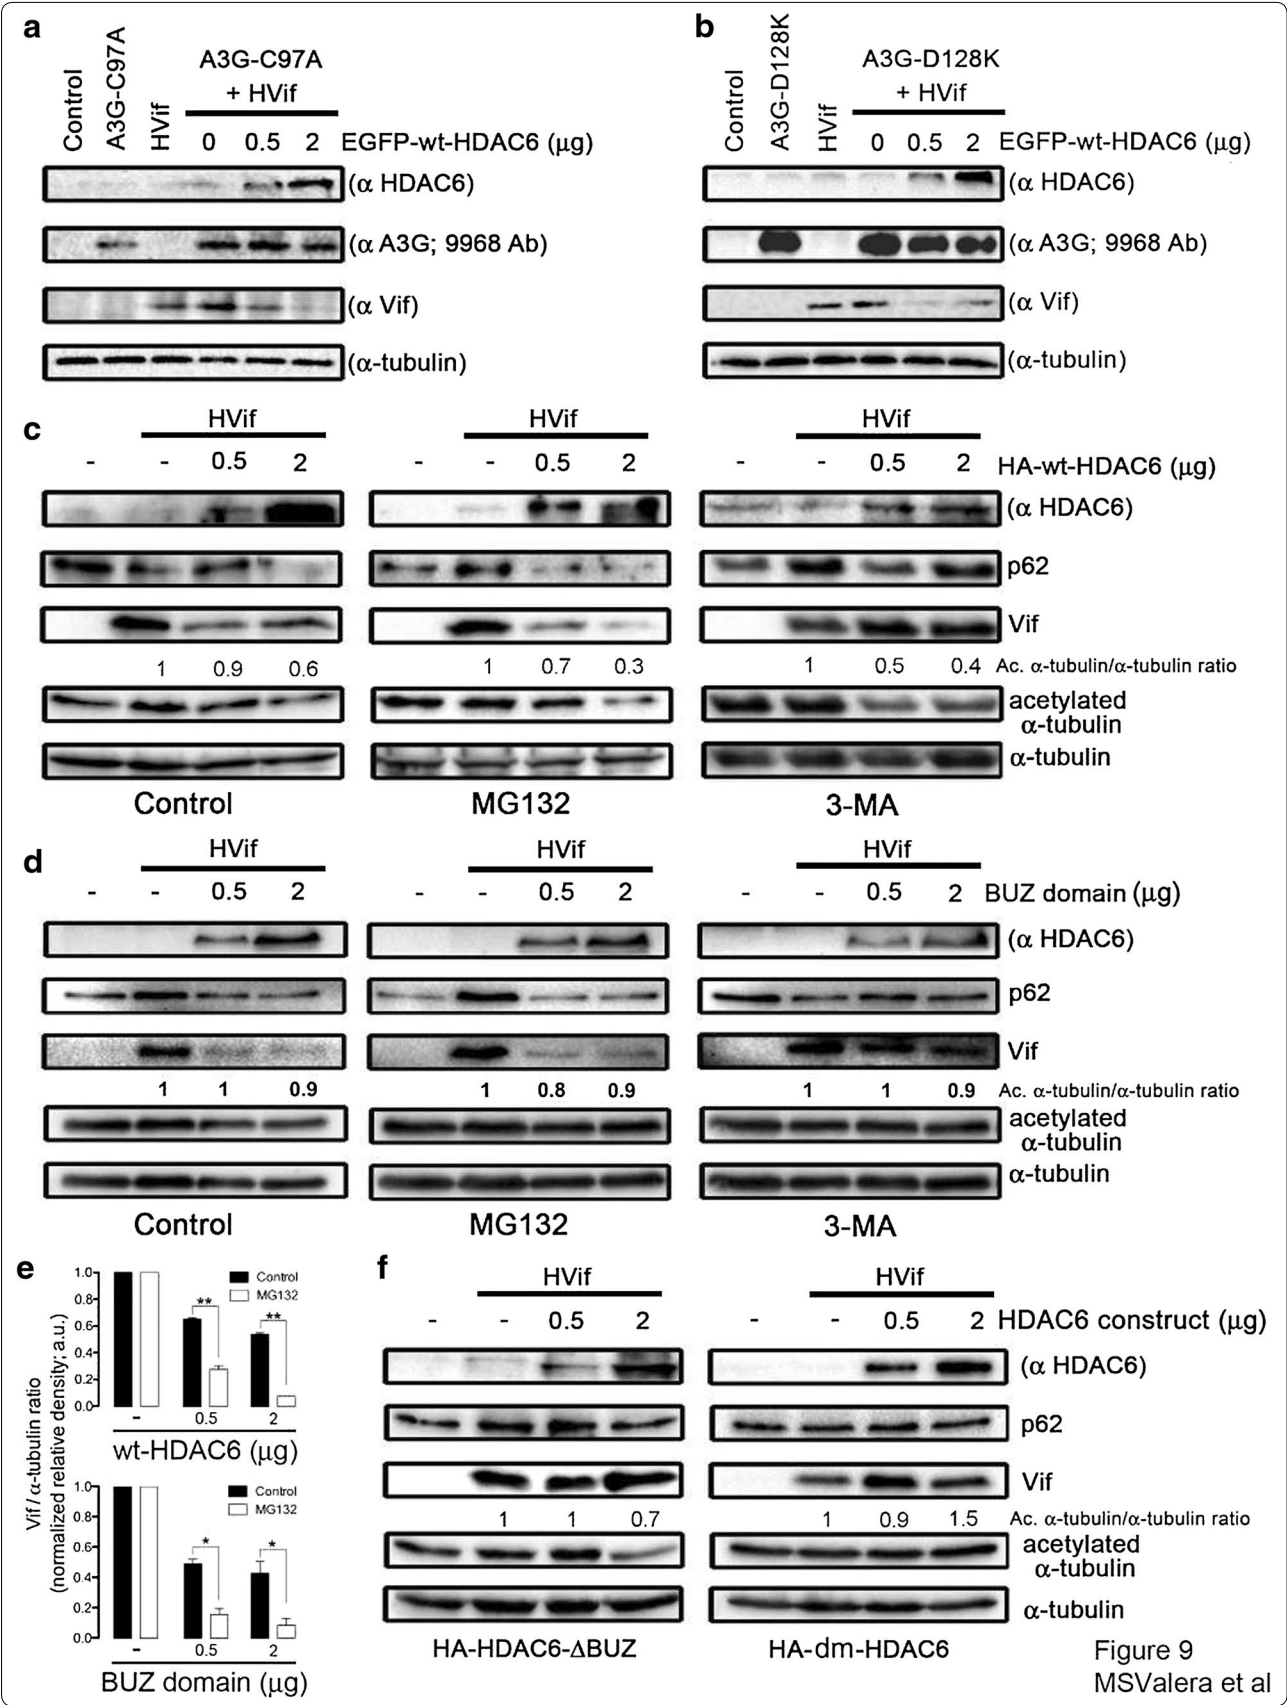 a
Control
A3G-C97A
HVif
A3G-C97A
+ HVif
0 0.5 2 EGFP-wt-HDAC6 (µg)
(α HDAC6)
(α A3G; 9968 Ab)
(α Vif)
(α-tubulin)
b
Control
A3G-D128K
HVif
A3G-D128K
+ HVif
0 0.5 2 EGFP-wt-HDAC6 (µg)
(α HDAC6)
(α A3G; 9968 Ab)
(α Vif)
(α-tubulin)
c
HVif HVif HVif
- - 0.5 2 - - 0.5 2 - - 0.5 2 HA-wt-HDAC6 (µg)
(α HDAC6)
p62
Vif
1 0.9 0.6 1 0.7 0.3 1 0.5 0.4 Ac. α-tubulin/α-tubulin ratio
acetylated
α-tubulin
α-tubulin
Control MG132 3-MA
d
HVif HVif HVif
- - 0.5 2 - - 0.5 2 - - 0.5 2 BUZ domain (µg)
(α HDAC6)
p62
Vif
1 1 0.9 1 0.8 0.9 1 1 0.9 Ac. α-tubulin/α-tubulin ratio
acetylated
α-tubulin
α-tubulin
Control MG132 3-MA
e
Vif / α-tubulin ratio
(normalized relative density; a.u.)
1.0
0.8
0.6
0.4
0.2
0.0
Control
MG132
** **
- 0.5 2
wt-HDAC6 (µg)
1.0
0.8
0.6
0.4
0.2
0.0
Control
MG132
* *
- 0.5 2
BUZ domain (µg)
f
HVif HVif
- - 0.5 2 - - 0.5 2 HDAC6 construct (µg)
(α HDAC6)
p62
Vif
1 1 0.7 1 0.9 1.5 Ac. α-tubulin/α-tubulin ratio
acetylated
α-tubulin
α-tubulin
HA-HDAC6-ΔBUZ HA-dm-HDAC6
Figure 9
MSValera et al